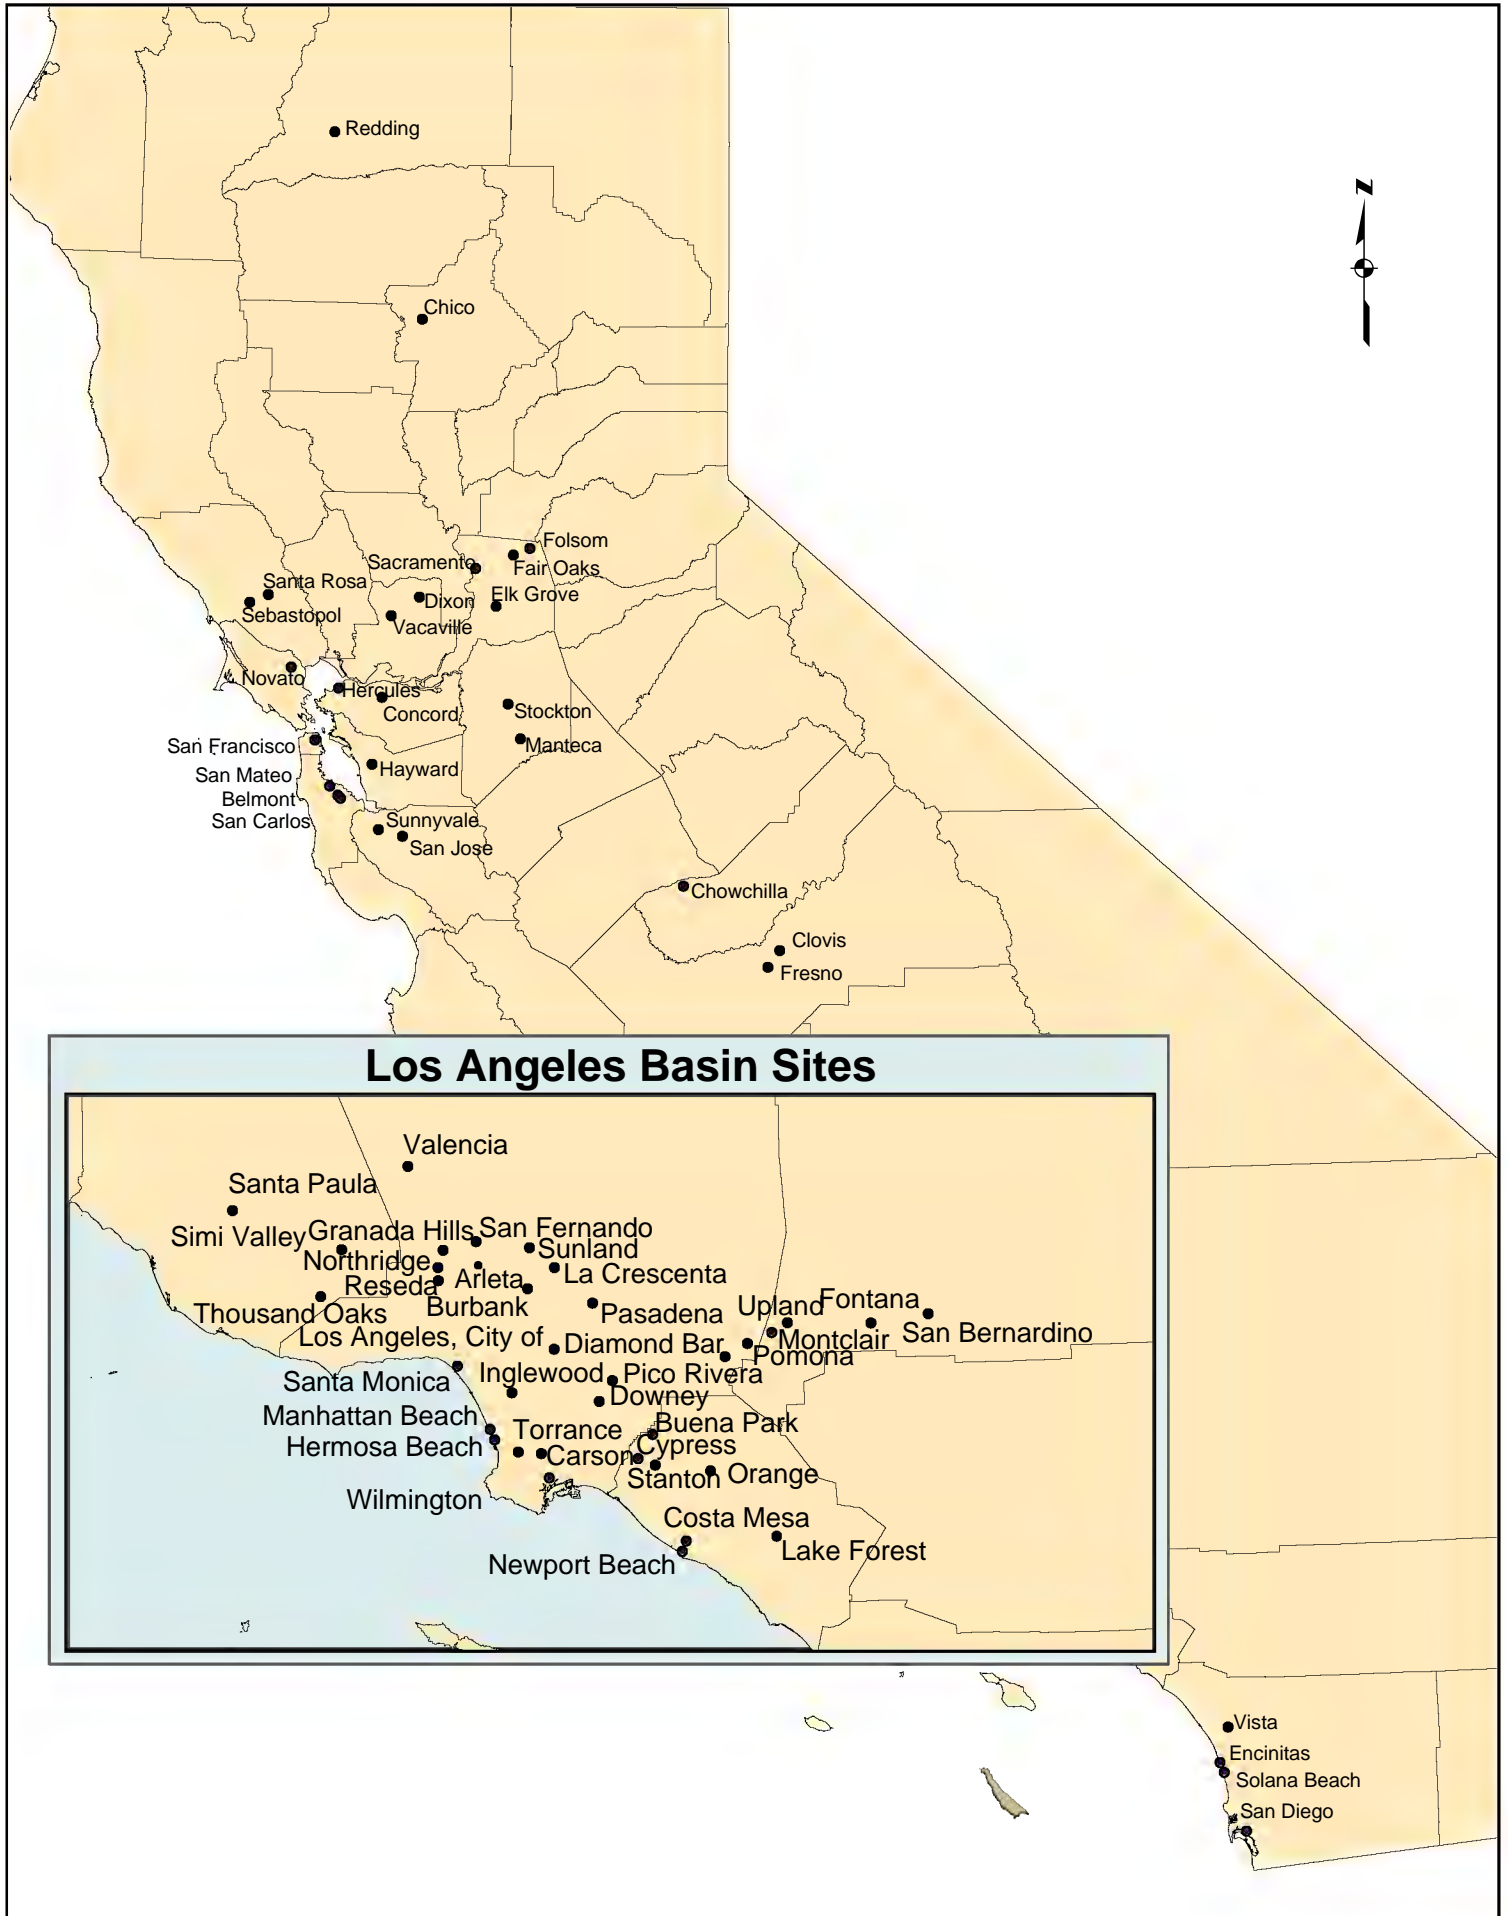 Redding
N
Chico
Folsom
Sacramento
Fair Oaks
Santa Rosa
Dixon
Elk Grove
Sebastopol
Vacaville
Novato
Hercules
Concord
Stockton
San Francisco
Manteca
Hayward
San Mateo
Belmont
San Carlos
Sunnyvale
San Jose
Chowchilla
Clovis
Fresno
Los Angeles Basin Sites
Valencia
Santa Paula
Simi Valley
Granada Hills
San Fernando
Sunland
Northridge
La Crescenta
Reseda
Arleta
Burbank
Thousand Oaks
Pasadena
Upland
Fontana
San Bernardino
Los Angeles, City of
Diamond Bar
Montclair
Pomona
Santa Monica
Inglewood
Pico Rivera
Downey
Manhattan Beach
Torrance
Buena Park
Hermosa Beach
Carson
Cypress
Stanton
Orange
Wilmington
Costa Mesa
Lake Forest
Newport Beach
Vista
Encinitas
Solana Beach
San Diego